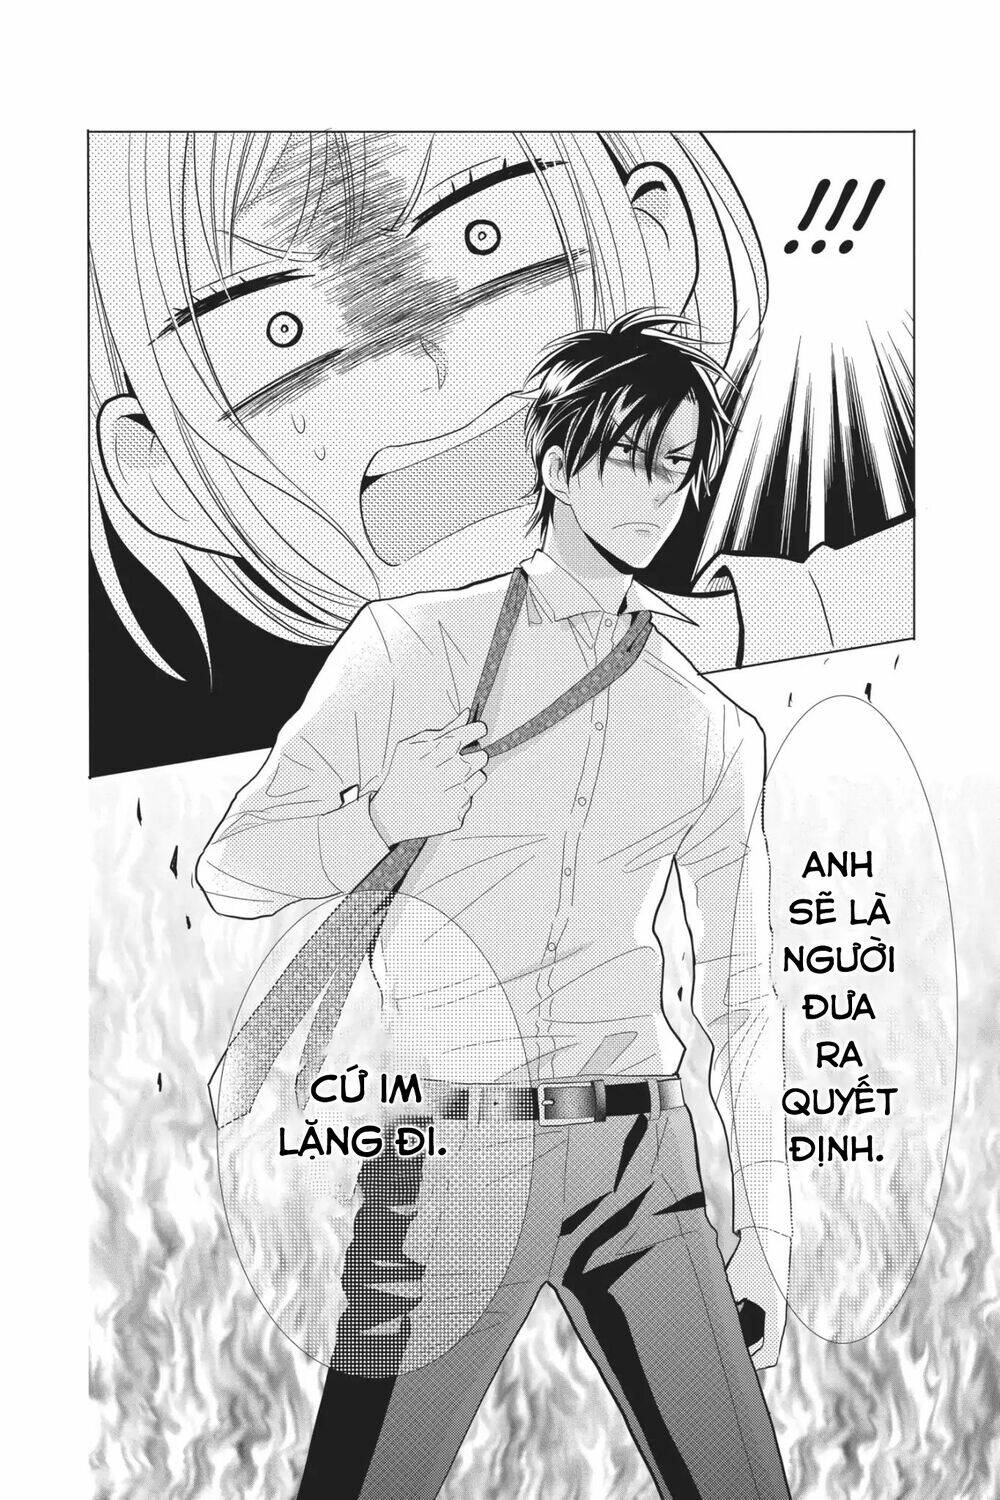 !!!
ANH
SẼ LÀ
NGƯỜI
ĐƯA
RA
QUYẾT
ĐỊNH.
CỨ IM
LẶNG ĐI.